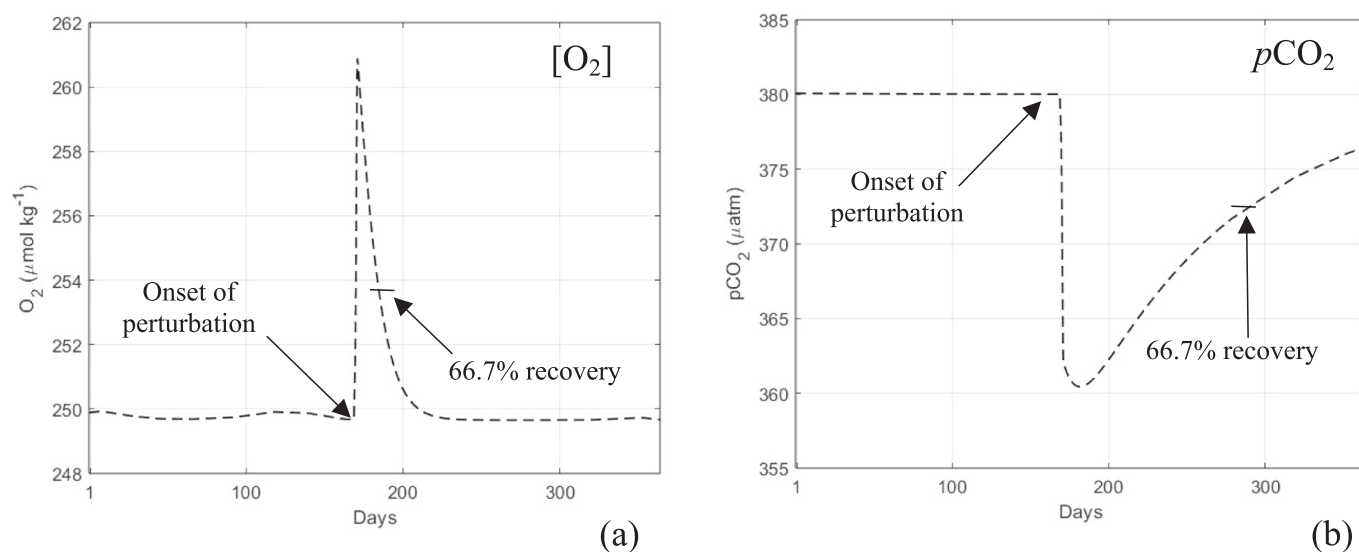 262
260
258
256
254
252
250
248
O₂ (μmol kg⁻¹)
[O₂]
Onset of
perturbation
66.7% recovery
1
100
200
300
Days
(a)
385
380
375
370
365
360
355
pCO₂ (μatm)
pCO₂
Onset of
perturbation
66.7% recovery
1
100
200
300
Days
(b)